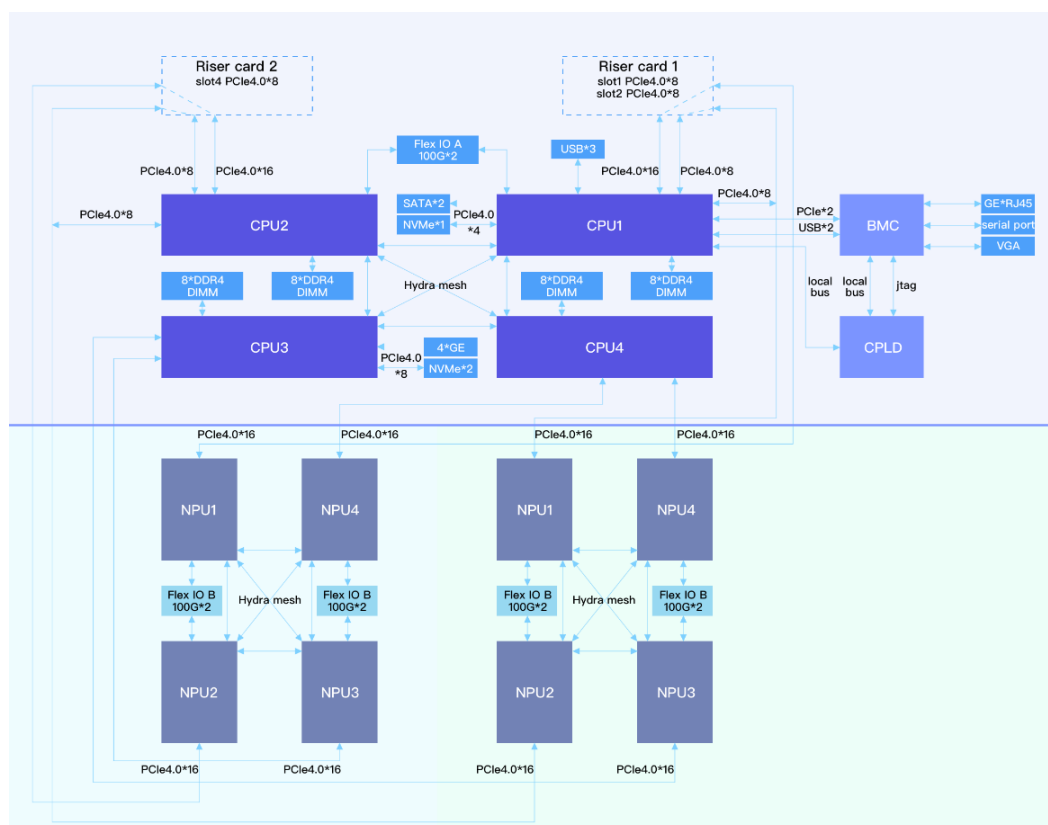 Riser card 2
slot4 PCIe4.0*8
Riser card 1
slot1 PCIe4.0*8
slot2 PCIe4.0*8
Flex IO A
100G*2
USB*3
PCIe4.0*8
PCIe4.0*16
PCIe4.0*16
PCIe4.0*8
PCIe4.0*8
PCIe4.0*8
CPU2
SATA*2
NVMe*1
PCIe4.0
*4
CPU1
PCIe*2
USB*2
BMC
GE*RJ45
serial port
VGA
8*DDR4
DIMM
8*DDR4
DIMM
Hydra mesh
8*DDR4
DIMM
8*DDR4
DIMM
local
bus
local
bus
jtag
CPU3
PCIe4.0
*8
4*GE
NVMe*2
CPU4
CPLD
PCIe4.0*16
PCIe4.0*16
PCIe4.0*16
PCIe4.0*16
NPU1
NPU4
NPU1
NPU4
Flex IO B
100G*2
Hydra mesh
Flex IO B
100G*2
Flex IO B
100G*2
Hydra mesh
Flex IO B
100G*2
NPU2
NPU3
NPU2
NPU3
PCIe4.0*16
PCIe4.0*16
PCIe4.0*16
PCIe4.0*16